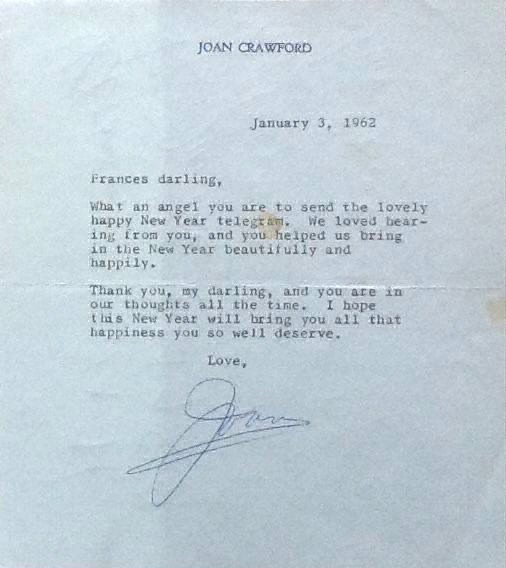 JOAN CRAWFORD
January 3, 1962
Frances darling,
What an angel you are to send the lovely
happy New Year telegram.  We loved hear-
ing from you, and you helped us bring
in the New Year beautifully and
happily.
Thank you, my darling, and you are in
our thoughts all the time.  I hope
this New Year will bring you all that
happiness you so well deserve.
Love,
Joan